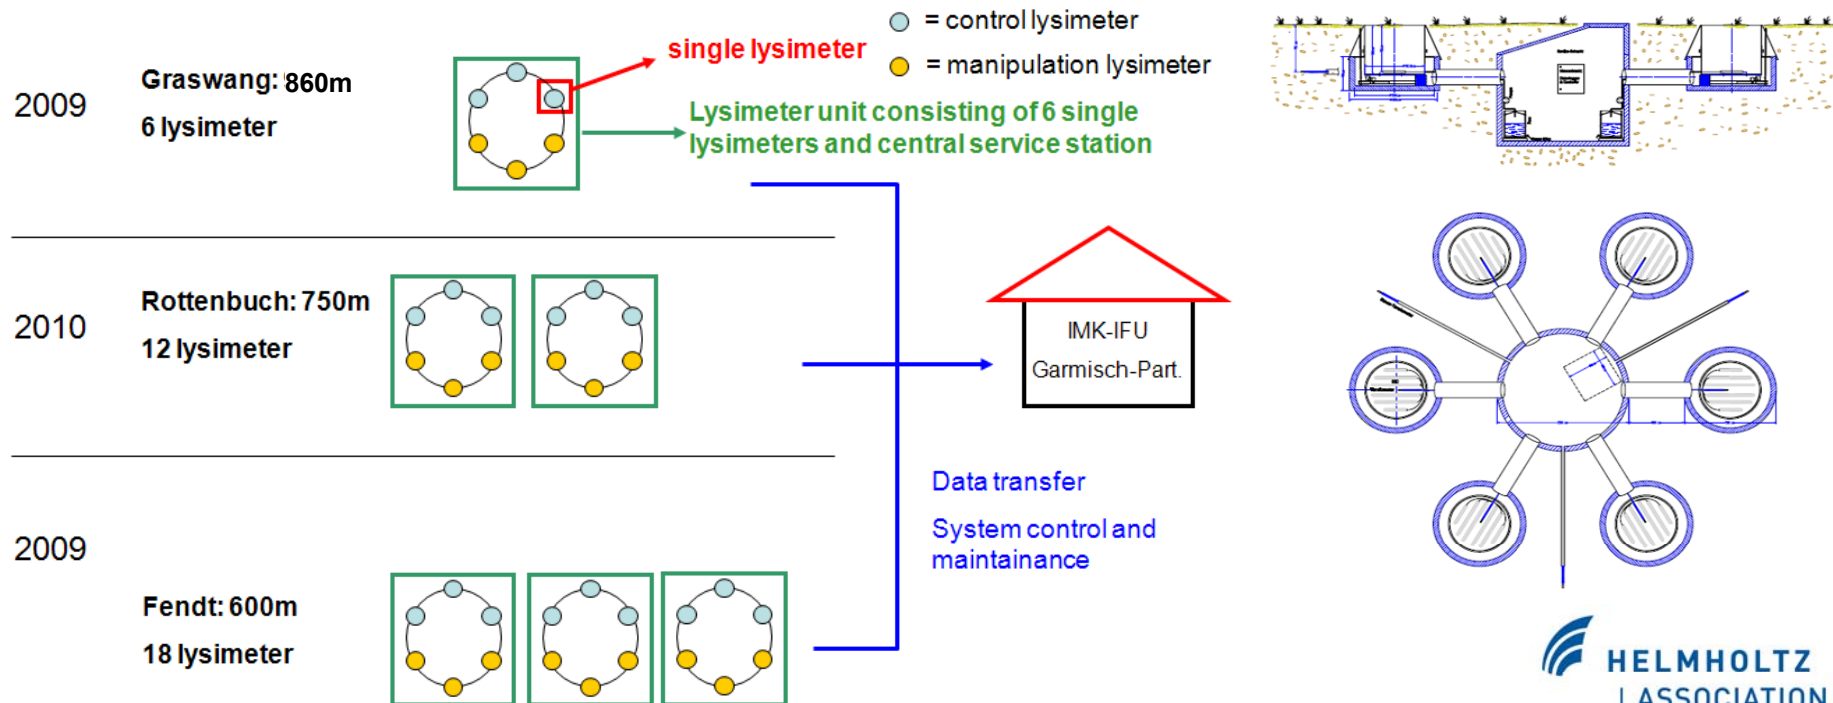 2009
Graswang: 860m
6 lysimeter
single lysimeter
= control lysimeter
= manipulation lysimeter
Lysimeter unit consisting of 6 single
lysimeters and central service station
2010
Rottenbuch: 750m
12 lysimeter
IMK-IFU
Garmisch-Part.
Data transfer
System control and
maintainance
2009
Fendt: 600m
18 lysimeter
HELMHOLTZ
ASSOCIATION